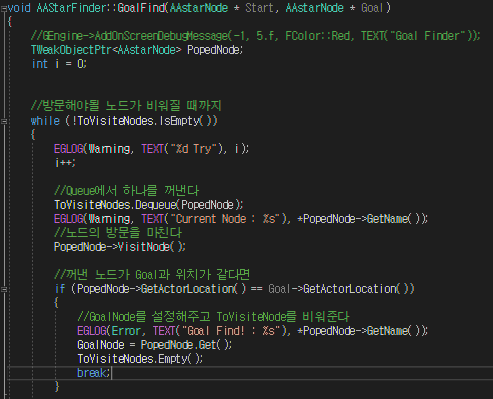 void AAStarFinder::GoalFind(AAstarNode * Start, AAstarNode * Goal)
{
//GEngine->AddOnScreenDebugMessage(-1, 5.f, FColor::Red, TEXT("Goal Finder"));
TWeakObjectPtr<AAstarNode> PopedNode;
int i = 0;
//방문해야될 노드가 비워질 때까지
while (!ToVisiteNodes.IsEmpty())
{
EGLOG(Warning, TEXT("%d Try"), i);
i++;
//Queue에서 하나를 꺼낸다
ToVisiteNodes.Dequeue(PopedNode);
EGLOG(Warning, TEXT("Current Node : %s"), *PopedNode->GetName());
//노드의 방문을 마친다
PopedNode->VisitNode();
//꺼낸 노드가 Goal과 위치가 같다면
if (PopedNode->GetActorLocation() == Goal->GetActorLocation())
{
//GoalNode를 설정해주고 ToVisiteNode를 비워준다
EGLOG(Error, TEXT("Goal Find! : %s"), *PopedNode->GetName());
GoalNode = PopedNode.Get();
ToVisiteNodes.Empty();
break;
}